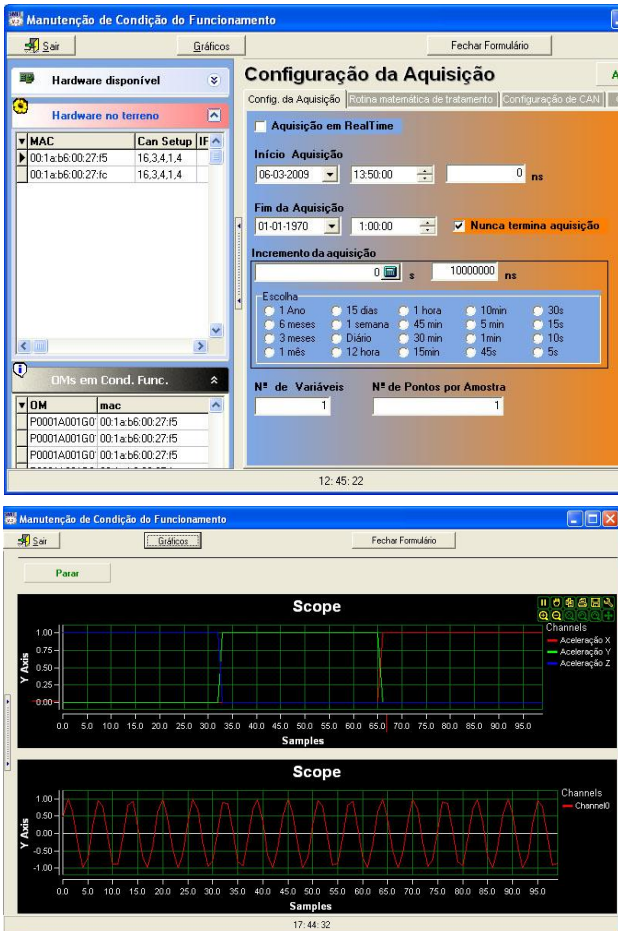 Manutenção de Condição do Funcionamento
Sair
Gráficos
Fechar Formulário
Hardware disponível
Hardware no terreno
MAC Can Setup IF
00:1a:b6:00:27:f5 16,3,4,1,4
00:1a:b6:00:27:fc 16,3,4,1,4
OMs em Cond. Func.
OM mac
P0001A001G0 00:1a:b6:00:27:f5
P0001A001G0 00:1a:b6:00:27:f5
P0001A001G0 00:1a:b6:00:27:f5
Configuração da Aquisição
A
Config. da Aquisição Rotina matemática de tratamento Configuração de CAN
Aquisição em RealTime
Início Aquisição
06-03-2009 13:50:00 0 ns
Fim da Aquisição
01-01-1970 1:00:00 Nunca termina aquisição
Incremento da aquisição
0 s 10000000 ns
Escolha
1 Ano 15 dias 1 hora 10min 30s
6 meses 1 semana 45 min 5 min 15s
3 meses Diário 30 min 1min 10s
1 mês 12 hora 15min 45s 5s
Nª de Variáveis Nª de Pontos por Amostra
1 1
12:45:22
Manutenção de Condição do Funcionamento
Sair
Gráficos
Fechar Formulário
Parar
Scope
Channels
Aceleração X
Aceleração Y
Aceleração Z
Y Axis
1.00
0.75
0.50
0.25
0.00
0.0 5.0 10.0 15.0 20.0 25.0 30.0 35.0 40.0 45.0 50.0 55.0 60.0 65.0 70.0 75.0 80.0 85.0 90.0 95.0
Samples
Scope
Channels
Channel0
Y Axis
1.00
0.50
0.00
-0.50
-1.00
0.0 5.0 10.0 15.0 20.0 25.0 30.0 35.0 40.0 45.0 50.0 55.0 60.0 65.0 70.0 75.0 80.0 85.0 90.0 95.0
Samples
17:44:32